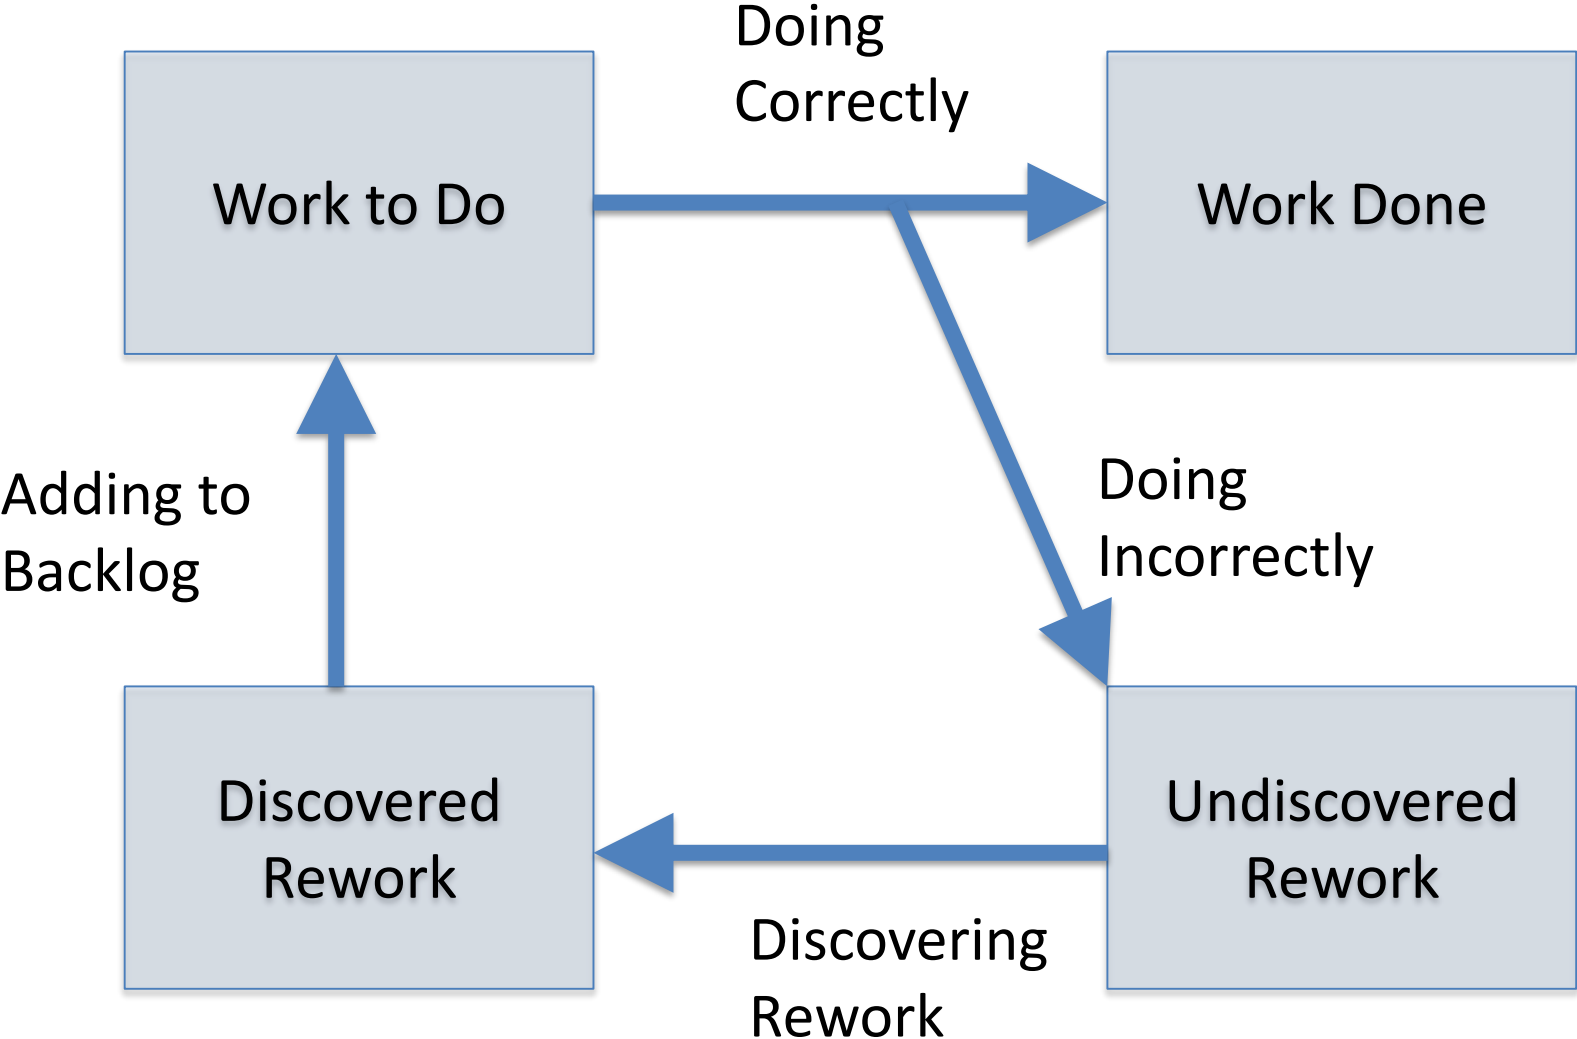 Doing
Correctly
Work to Do
Work Done
Adding to
Backlog
Doing
Incorrectly
Discovered
Rework
Undiscovered
Rework
Discovering
Rework